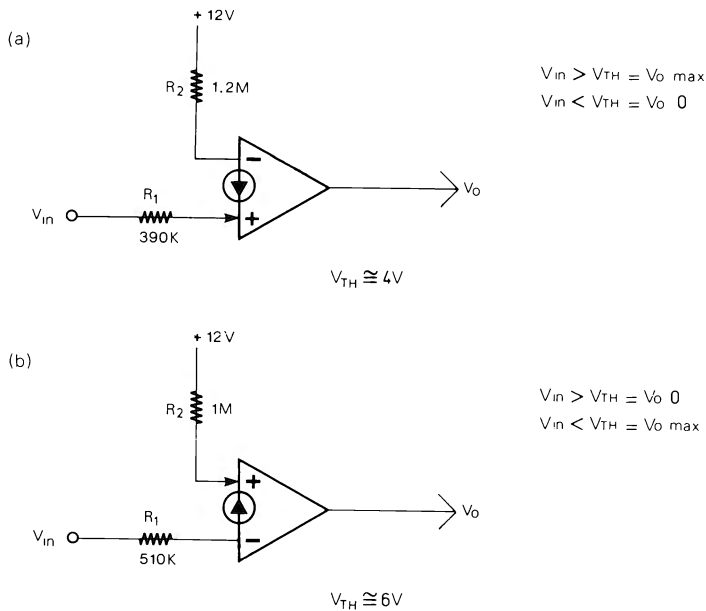 (a)
+ 12V
R2 1.2M
−
+
Vin
R1
390K
Vo
Vin > VTH = Vo max
Vin < VTH = Vo 0
VTH ≅ 4V
(b)
+ 12V
R2 1M
+
−
Vin
R1
510K
Vo
Vin > VTH = Vo 0
Vin < VTH = Vo max
VTH ≅ 6V